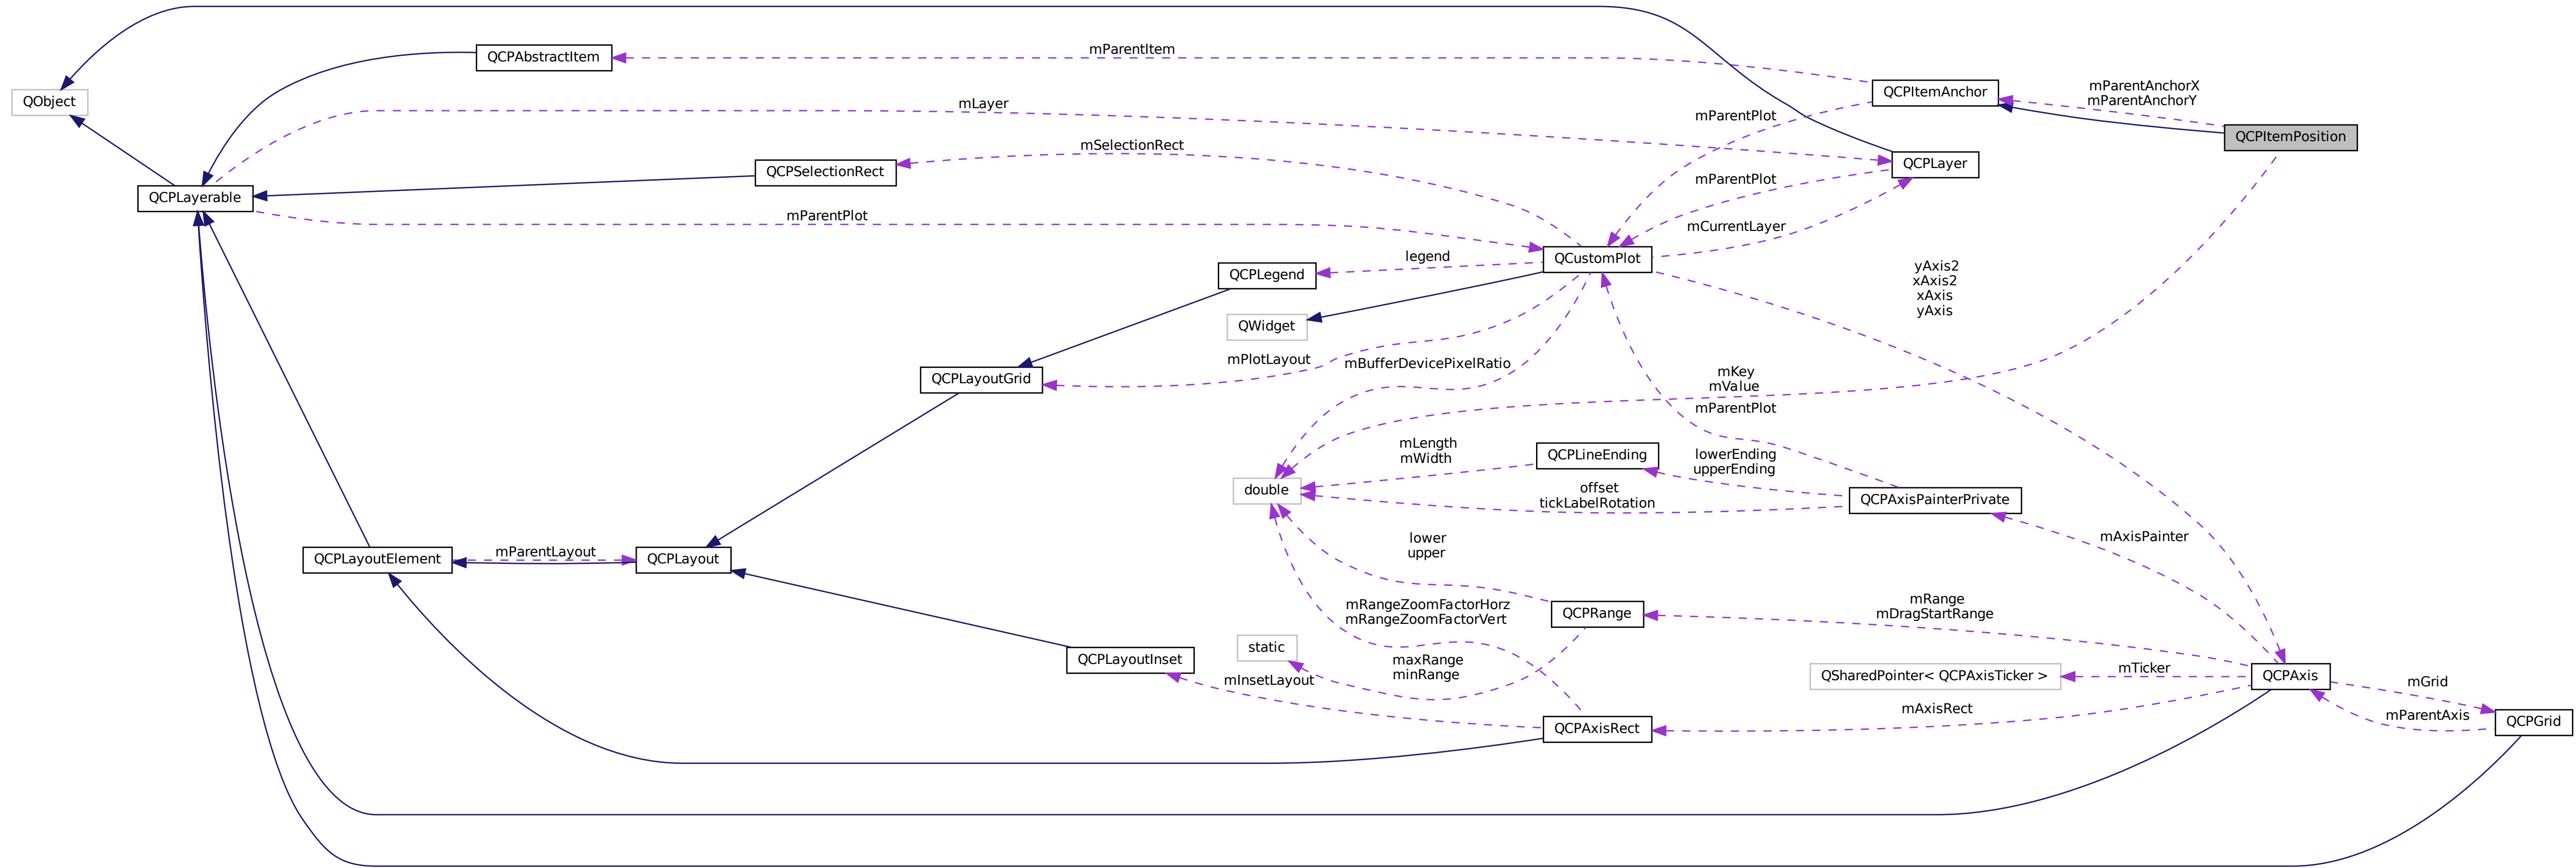 mParentItem
QCPAbstractItem
QObject
mLayer
QCPItemAnchor
mParentAnchorX
mParentAnchorY
mParentPlot
QCPItemPosition
mSelectionRect
QCPSelectionRect
QCPLayer
mParentPlot
QCPLayerable
mParentPlot
mCurrentLayer
legend
QCustomPlot
QCPLegend
yAxis2
xAxis2
xAxis
yAxis
QWidget
mPlotLayout
mBufferDevicePixelRatio
QCPLayoutGrid
mKey
mValue
mParentPlot
mLength
mWidth
QCPLineEnding
lowerEnding
upperEnding
double
offset
tickLabelRotation
QCPAxisPainterPrivate
lower
upper
mAxisPainter
QCPLayoutElement
mParentLayout
QCPLayout
mRangeZoomFactorHorz
mRangeZoomFactorVert
QCPRange
mRange
mDragStartRange
static
QCPLayoutInset
maxRange
minRange
mInsetLayout
QSharedPointer< QCPAxisTicker >
mTicker
QCPAxis
mGrid
mAxisRect
mParentAxis
QCPGrid
QCPAxisRect